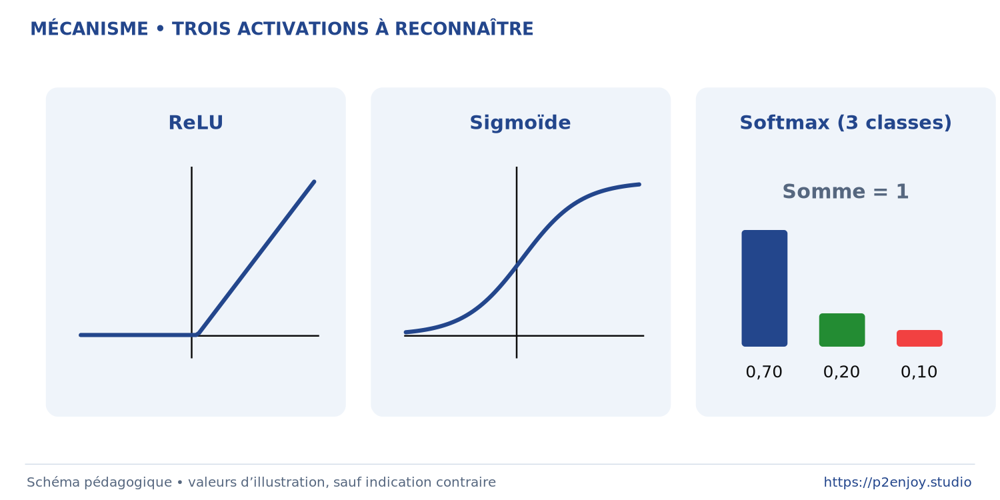 MÉCANISME • TROIS ACTIVATIONS À RECONNAÎTRE
ReLU
Sigmoïde
Softmax (3 classes)
Somme = 1
0,70
0,20
0,10
Schéma pédagogique • valeurs d’illustration, sauf indication contraire
https://p2enjoy.studio